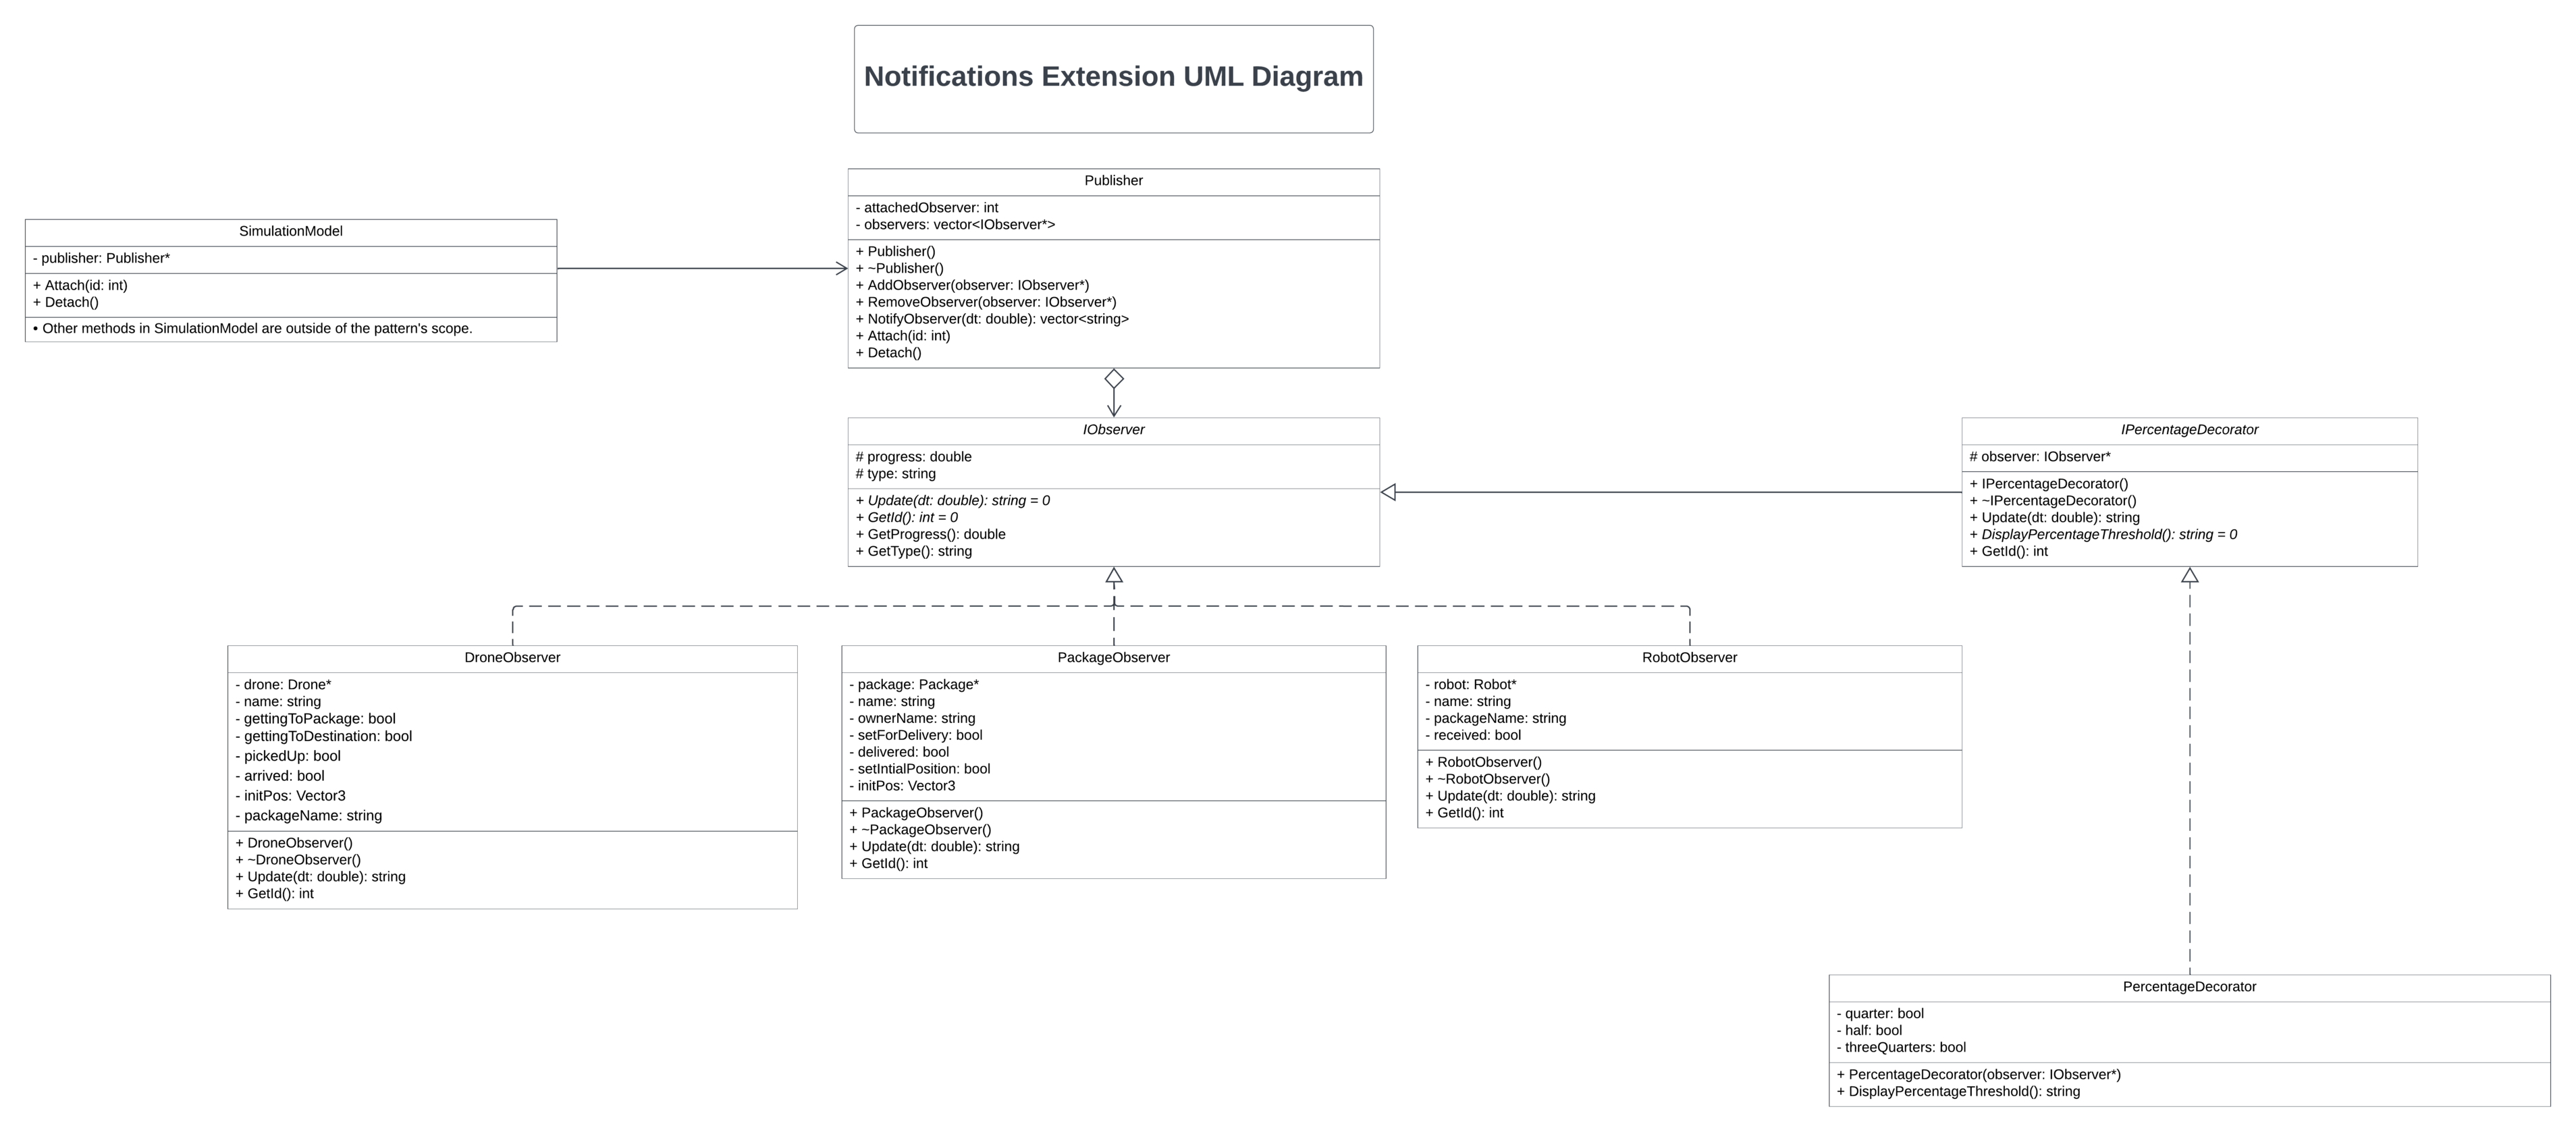 Notifications Extension UML Diagram
Publisher
- attachedObserver: int
- observers: vector<IObserver*>
+ Publisher()
+ ~Publisher()
+ AddObserver(observer: IObserver*)
+ RemoveObserver(observer: IObserver*)
+ NotifyObserver(dt: double): vector<string>
+ Attach(id: int)
+ Detach()
SimulationModel
- publisher: Publisher*
+ Attach(id: int)
+ Detach()
• Other methods in SimulationModel are outside of the pattern's scope.
IObserver
# progress: double
# type: string
+ Update(dt: double): string = 0
+ GetId(): int = 0
+ GetProgress(): double
+ GetType(): string
IPercentageDecorator
# observer: IObserver*
+ IPercentageDecorator()
+ ~IPercentageDecorator()
+ Update(dt: double): string
+ DisplayPercentageThreshold(): string = 0
+ GetId(): int
DroneObserver
- drone: Drone*
- name: string
- gettingToPackage: bool
- gettingToDestination: bool
- pickedUp: bool
- arrived: bool
- initPos: Vector3
- packageName: string
+ DroneObserver()
+ ~DroneObserver()
+ Update(dt: double): string
+ GetId(): int
PackageObserver
- package: Package*
- name: string
- ownerName: string
- setForDelivery: bool
- delivered: bool
- setIntialPosition: bool
- initPos: Vector3
+ PackageObserver()
+ ~PackageObserver()
+ Update(dt: double): string
+ GetId(): int
RobotObserver
- robot: Robot*
- name: string
- packageName: string
- received: bool
+ RobotObserver()
+ ~RobotObserver()
+ Update(dt: double): string
+ GetId(): int
PercentageDecorator
- quarter: bool
- half: bool
- threeQuarters: bool
+ PercentageDecorator(observer: IObserver*)
+ DisplayPercentageThreshold(): string